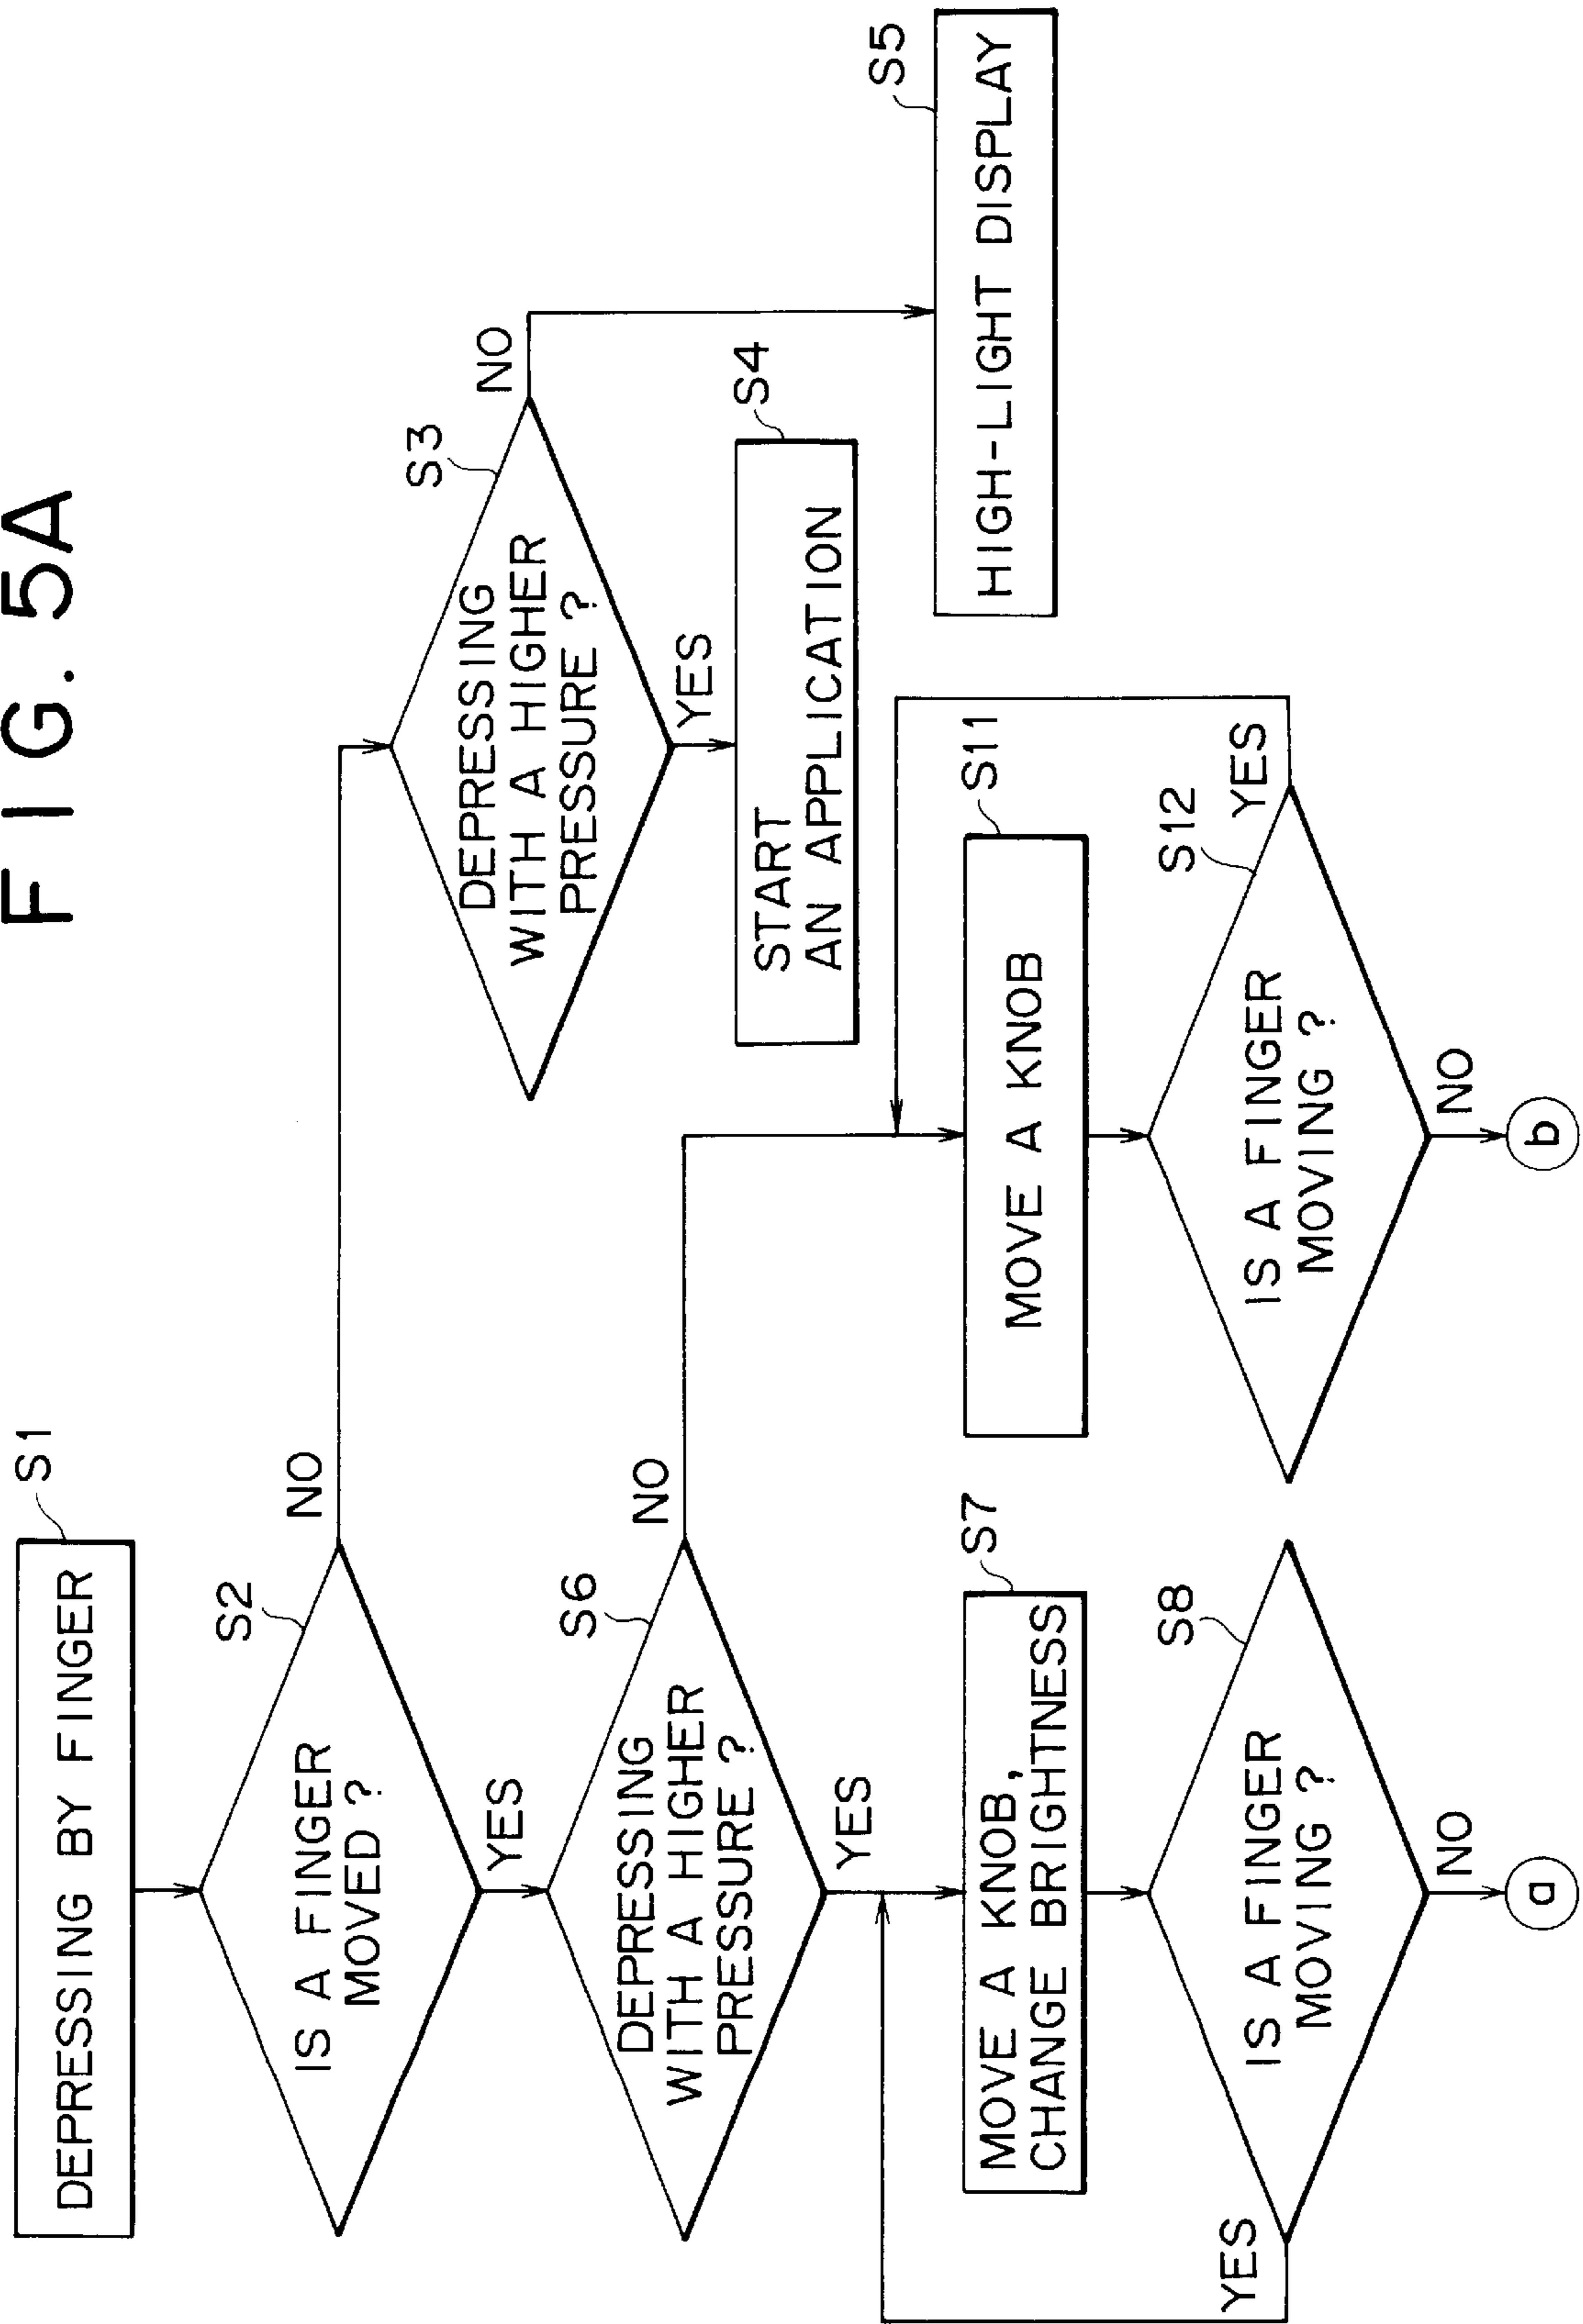 FIG. 5A
S1
DEPRESSING BY FINGER
S2
IS A FINGER
MOVED ?
NO
YES
S3
DEPRESSING
WITH A HIGHER
PRESSURE ?
NO
YES
S4
START
AN APPLICATION
S5
HIGH-LIGHT DISPLAY
S6
DEPRESSING
WITH A HIGHER
PRESSURE ?
NO
YES
S7
MOVE A KNOB,
CHANGE BRIGHTNESS
S8
IS A FINGER
MOVING ?
YES
NO
a
S11
MOVE A KNOB
S12
IS A FINGER
MOVING ?
YES
NO
b